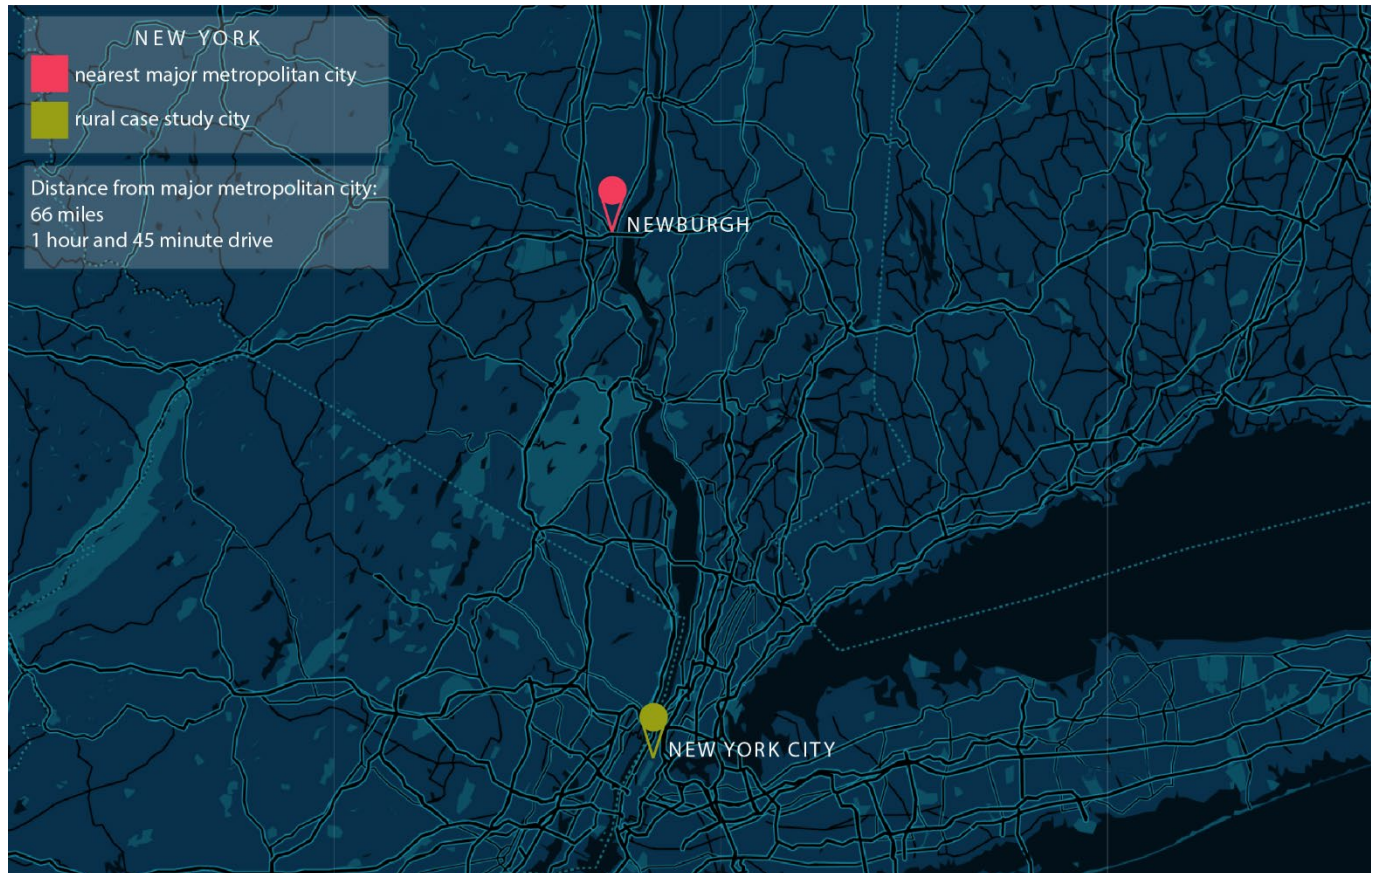 NEW YORK
nearest major metropolitan city
rural case study city
Distance from major metropolitan city:
66 miles
1 hour and 45 minute drive
NEWBURGH
NEW YORK CITY